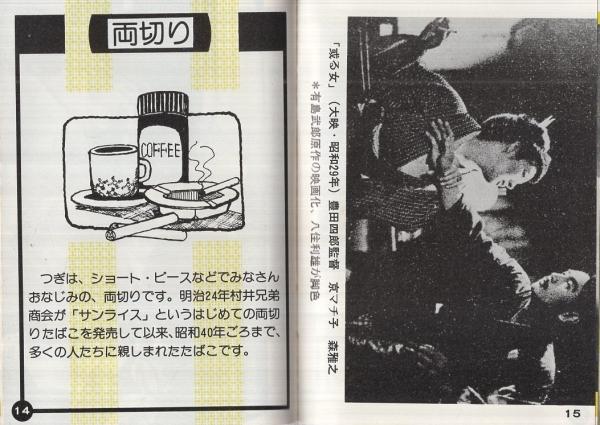 両切り
COFFEE
つぎは、ショート・ピースなどでみなさん
おなじみの、両切りです。明治24年村井兄弟
商会が「サンライス」というはじめての両切
りたばこを発売して以来、昭和40年ごろまで、
多くの人たちに親しまれたたばこです。
14
「或る女」（大映・昭和29年）豊田四郎監督　京マチ子　森雅之
＊有島武郎原作の映画化、八住利雄が脚色
15